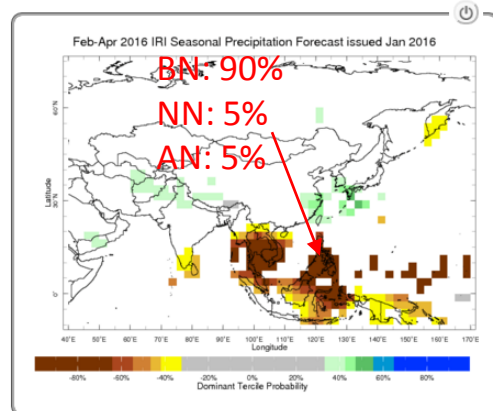 Feb-Apr 2016 IRI Seasonal Precipitation Forecast issued Jan 2016
BN: 90%
NN: 5%
AN: 5%
60°N
30°N
0°
Latitude
40°E 50°E 60°E 70°E 80°E 90°E 100°E 110°E 120°E 130°E 140°E 150°E 160°E 170°E
Longitude
-80% -60% -40% -20% 0% 20% 40% 60% 80%
Dominant Tercile Probability